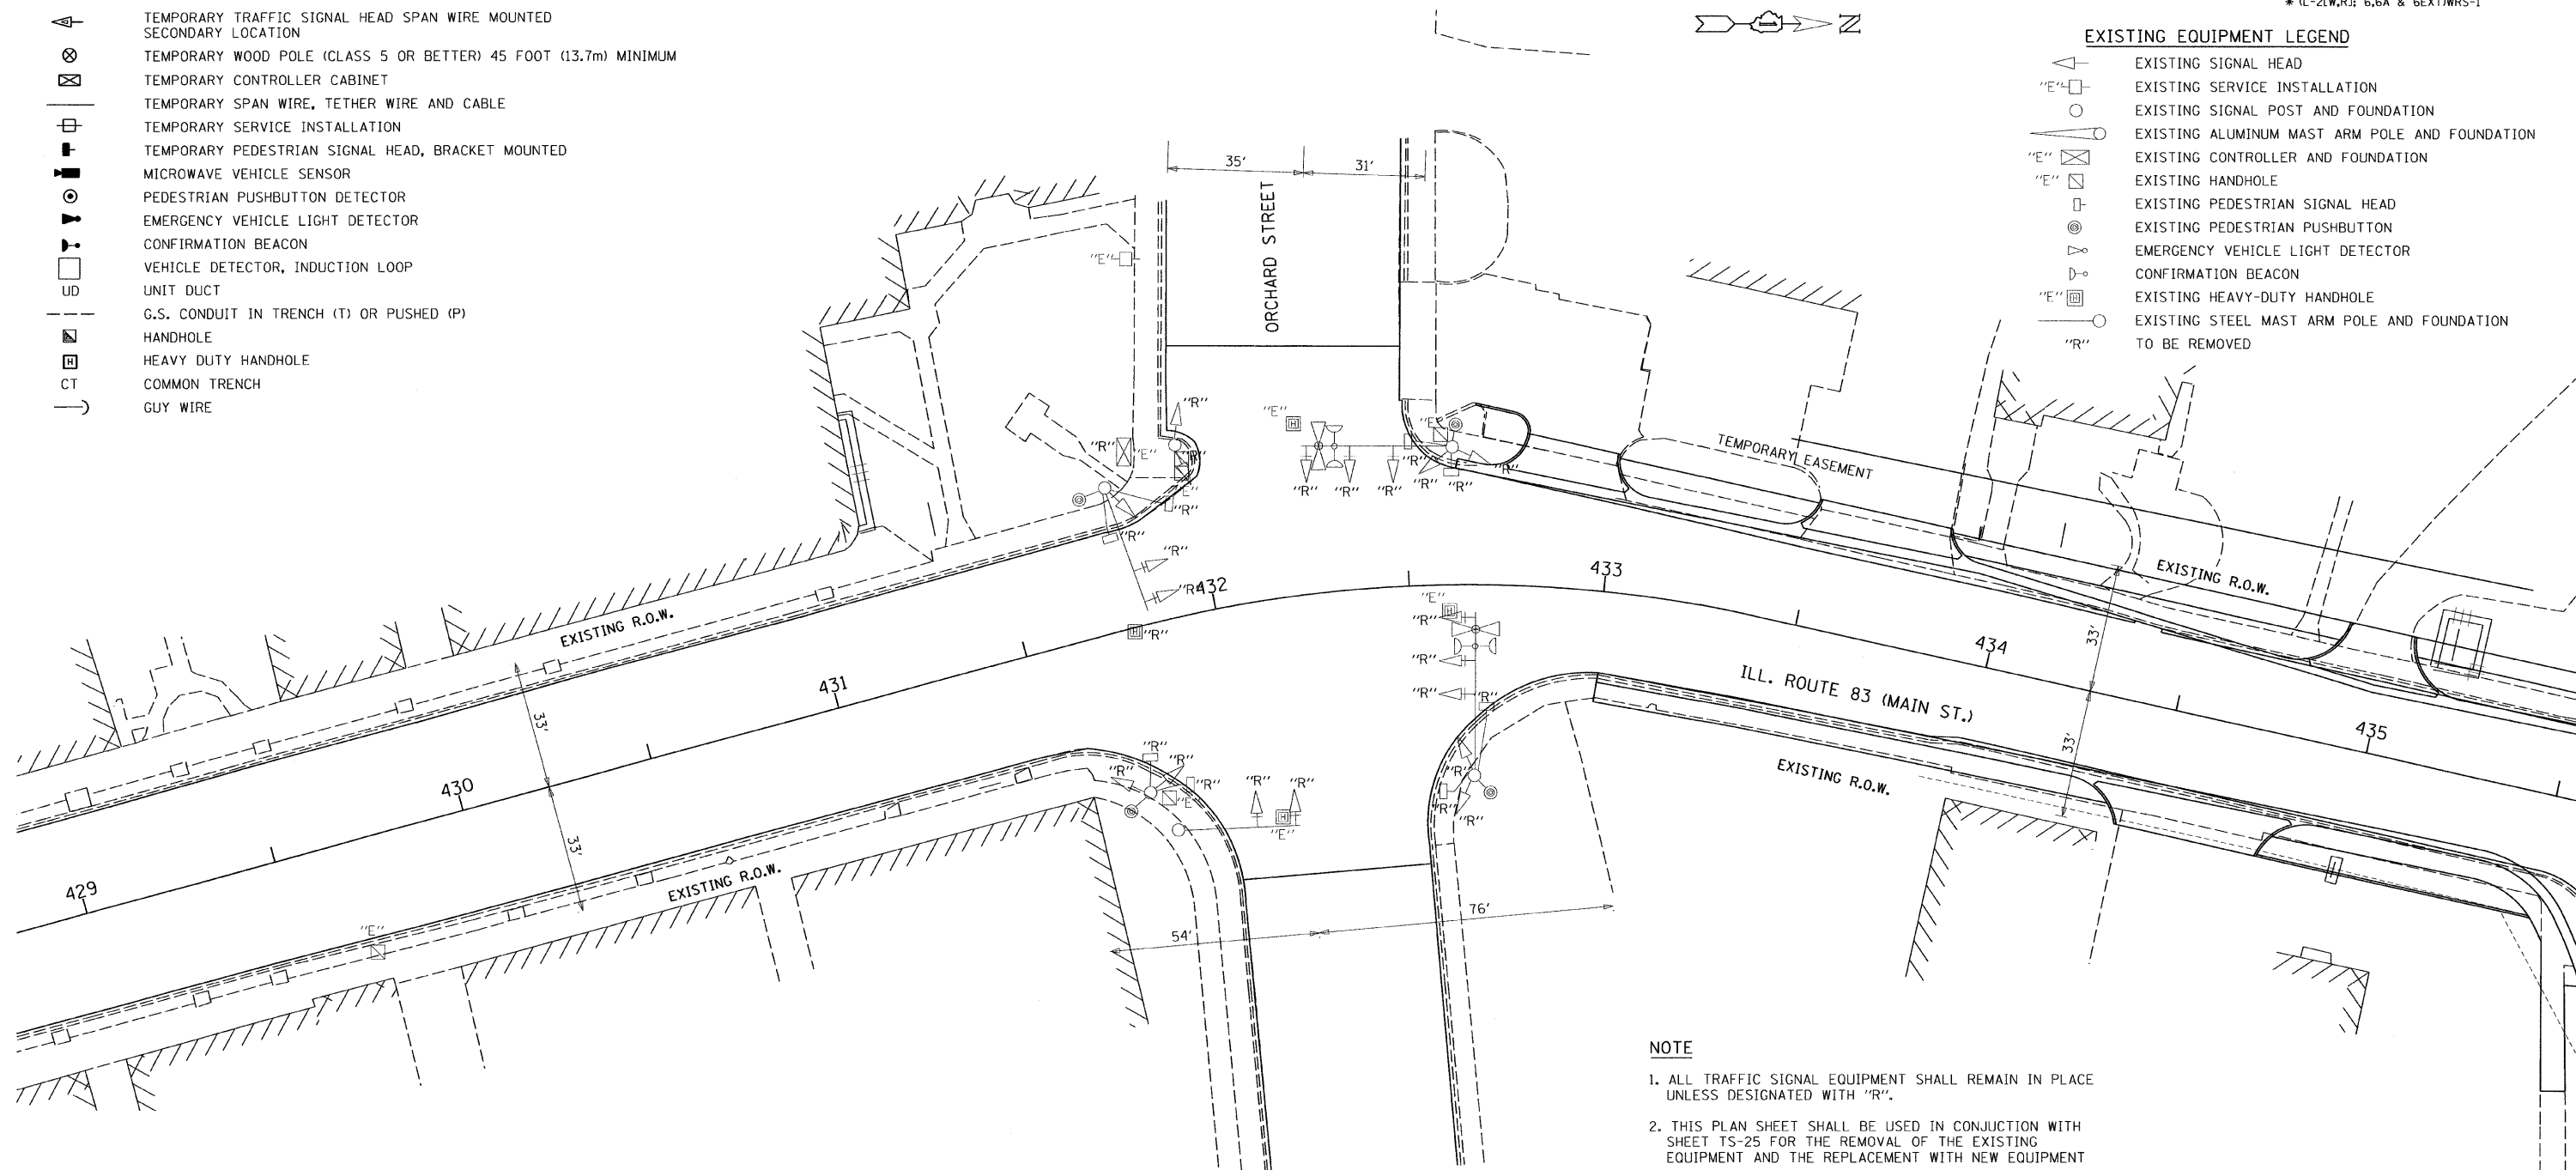 TEMPORARY TRAFFIC SIGNAL HEAD SPAN WIRE MOUNTED
SECONDARY LOCATION
TEMPORARY WOOD POLE (CLASS 5 OR BETTER) 45 FOOT (13.7m) MINIMUM
TEMPORARY CONTROLLER CABINET
TEMPORARY SPAN WIRE, TETHER WIRE AND CABLE
TEMPORARY SERVICE INSTALLATION
TEMPORARY PEDESTRIAN SIGNAL HEAD, BRACKET MOUNTED
MICROWAVE VEHICLE SENSOR
PEDESTRIAN PUSHBUTTON DETECTOR
EMERGENCY VEHICLE LIGHT DETECTOR
CONFIRMATION BEACON
VEHICLE DETECTOR, INDUCTION LOOP
UD UNIT DUCT
G.S. CONDUIT IN TRENCH (T) OR PUSHED (P)
HANDHOLE
H HEAVY DUTY HANDHOLE
CT COMMON TRENCH
GUY WIRE
N
EXISTING EQUIPMENT LEGEND
EXISTING SIGNAL HEAD
"E" EXISTING SERVICE INSTALLATION
EXISTING SIGNAL POST AND FOUNDATION
EXISTING ALUMINUM MAST ARM POLE AND FOUNDATION
"E" EXISTING CONTROLLER AND FOUNDATION
"E" EXISTING HANDHOLE
EXISTING PEDESTRIAN SIGNAL HEAD
EXISTING PEDESTRIAN PUSHBUTTON
EMERGENCY VEHICLE LIGHT DETECTOR
CONFIRMATION BEACON
"E" H EXISTING HEAVY-DUTY HANDHOLE
EXISTING STEEL MAST ARM POLE AND FOUNDATION
"R" TO BE REMOVED
35' 31'
ORCHARD STREET
"E"
"R"
"E" H
"E"
"R" "E" "R"
"R" "R" "R" "R" "R" "R" "R"
"E"
"R"
"R"
"R"
"R"
H "R"
TEMPORARY EASEMENT
EXISTING R.O.W.
EXISTING R.O.W.
429
430
431
432
433
434
435
33'
33'
33'
33'
"E" H
"R"
"R"
"R" "R"
ILL. ROUTE 83 (MAIN ST.)
EXISTING R.O.W.
"R"
"R" "R" "R" "R" "R"
"E" H
"E"
"R"
"R" "R"
EXISTING R.O.W.
"E"
54' 76'
NOTE
1. ALL TRAFFIC SIGNAL EQUIPMENT SHALL REMAIN IN PLACE
UNLESS DESIGNATED WITH "R".
2. THIS PLAN SHEET SHALL BE USED IN CONJUCTION WITH
SHEET TS-25 FOR THE REMOVAL OF THE EXISTING
EQUIPMENT AND THE REPLACEMENT WITH NEW EQUIPMENT